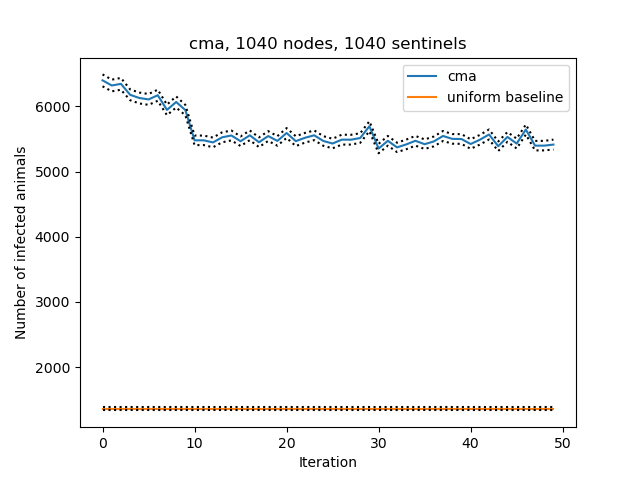 cma, 1040 nodes, 1040 sentinels
cma
uniform baseline
Number of infected animals
6000
5000
4000
3000
2000
0
10
20
30
40
50
Iteration